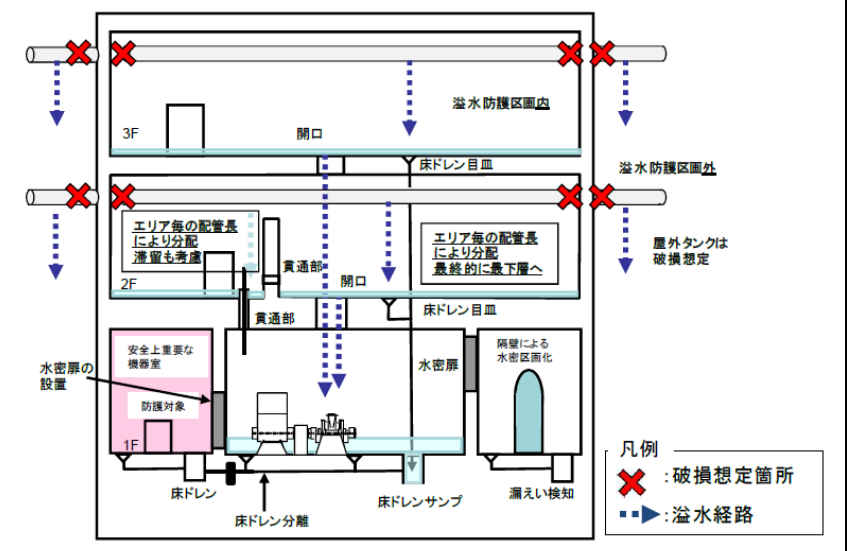 溢水防護区画内
3F
開口
床ドレン目皿
溢水防護区画外
エリア毎の配管長
により分配
滞留も考慮
エリア毎の配管長
により分配
最終的に最下層へ
屋外タンクは
破損想定
貫通部
2F
開口
床ドレン目皿
貫通部
安全上重要な
機器室
隔壁による
水密区画化
水密扉
水密扉の
設置
防護対象
1F
凡例
:破損想定箇所
:溢水経路
床ドレン
床ドレンサンプ
漏えい検知
床ドレン分離